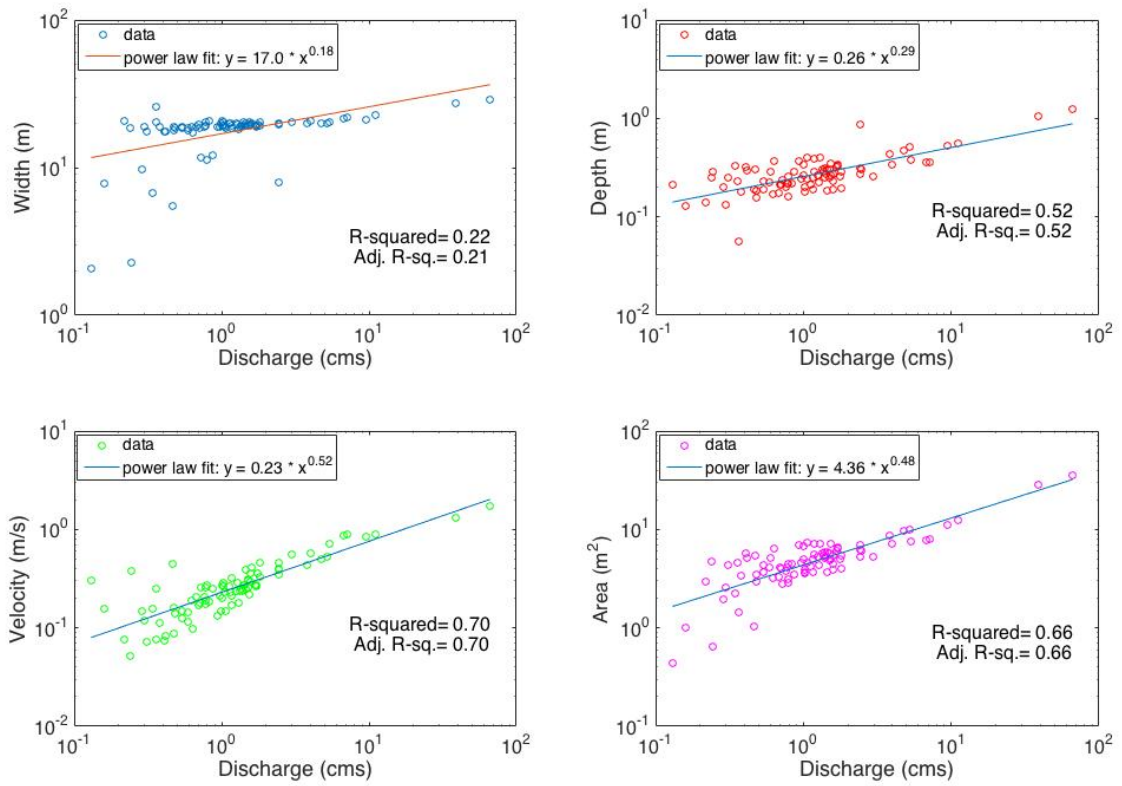 data
power law fit: y = 17.0 * x^0.18
10^2
10^1
10^0
Width (m)
R-squared= 0.22
Adj. R-sq.= 0.21
10^-1 10^0 10^1 10^2
Discharge (cms)
data
power law fit: y = 0.26 * x^0.29
10^1
10^0
10^-1
10^-2
Depth (m)
R-squared= 0.52
Adj. R-sq.= 0.52
10^-1 10^0 10^1 10^2
Discharge (cms)
data
power law fit: y = 0.23 * x^0.52
10^1
10^0
10^-1
10^-2
Velocity (m/s)
R-squared= 0.70
Adj. R-sq.= 0.70
10^-1 10^0 10^1 10^2
Discharge (cms)
data
power law fit: y = 4.36 * x^0.48
10^2
10^1
10^0
10^-1
Area (m^2)
R-squared= 0.66
Adj. R-sq.= 0.66
10^-1 10^0 10^1 10^2
Discharge (cms)